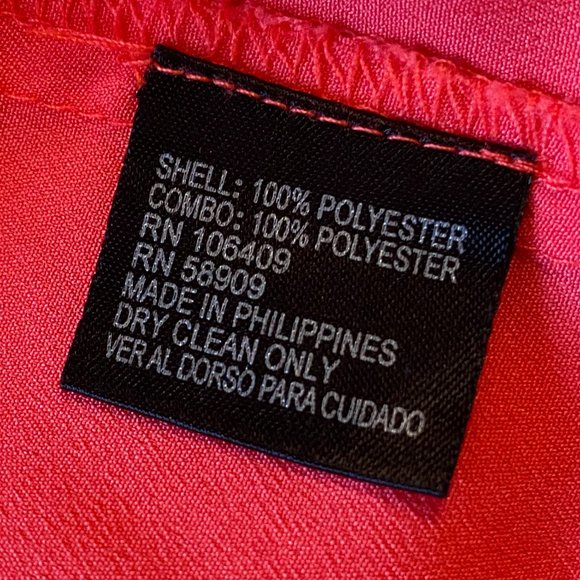 SHELL: 100% POLYESTER
COMBO: 100% POLYESTER
RN 106409
RN 58909
MADE IN PHILIPPINES
DRY CLEAN ONLY
VER AL DORSO PARA CUIDADO